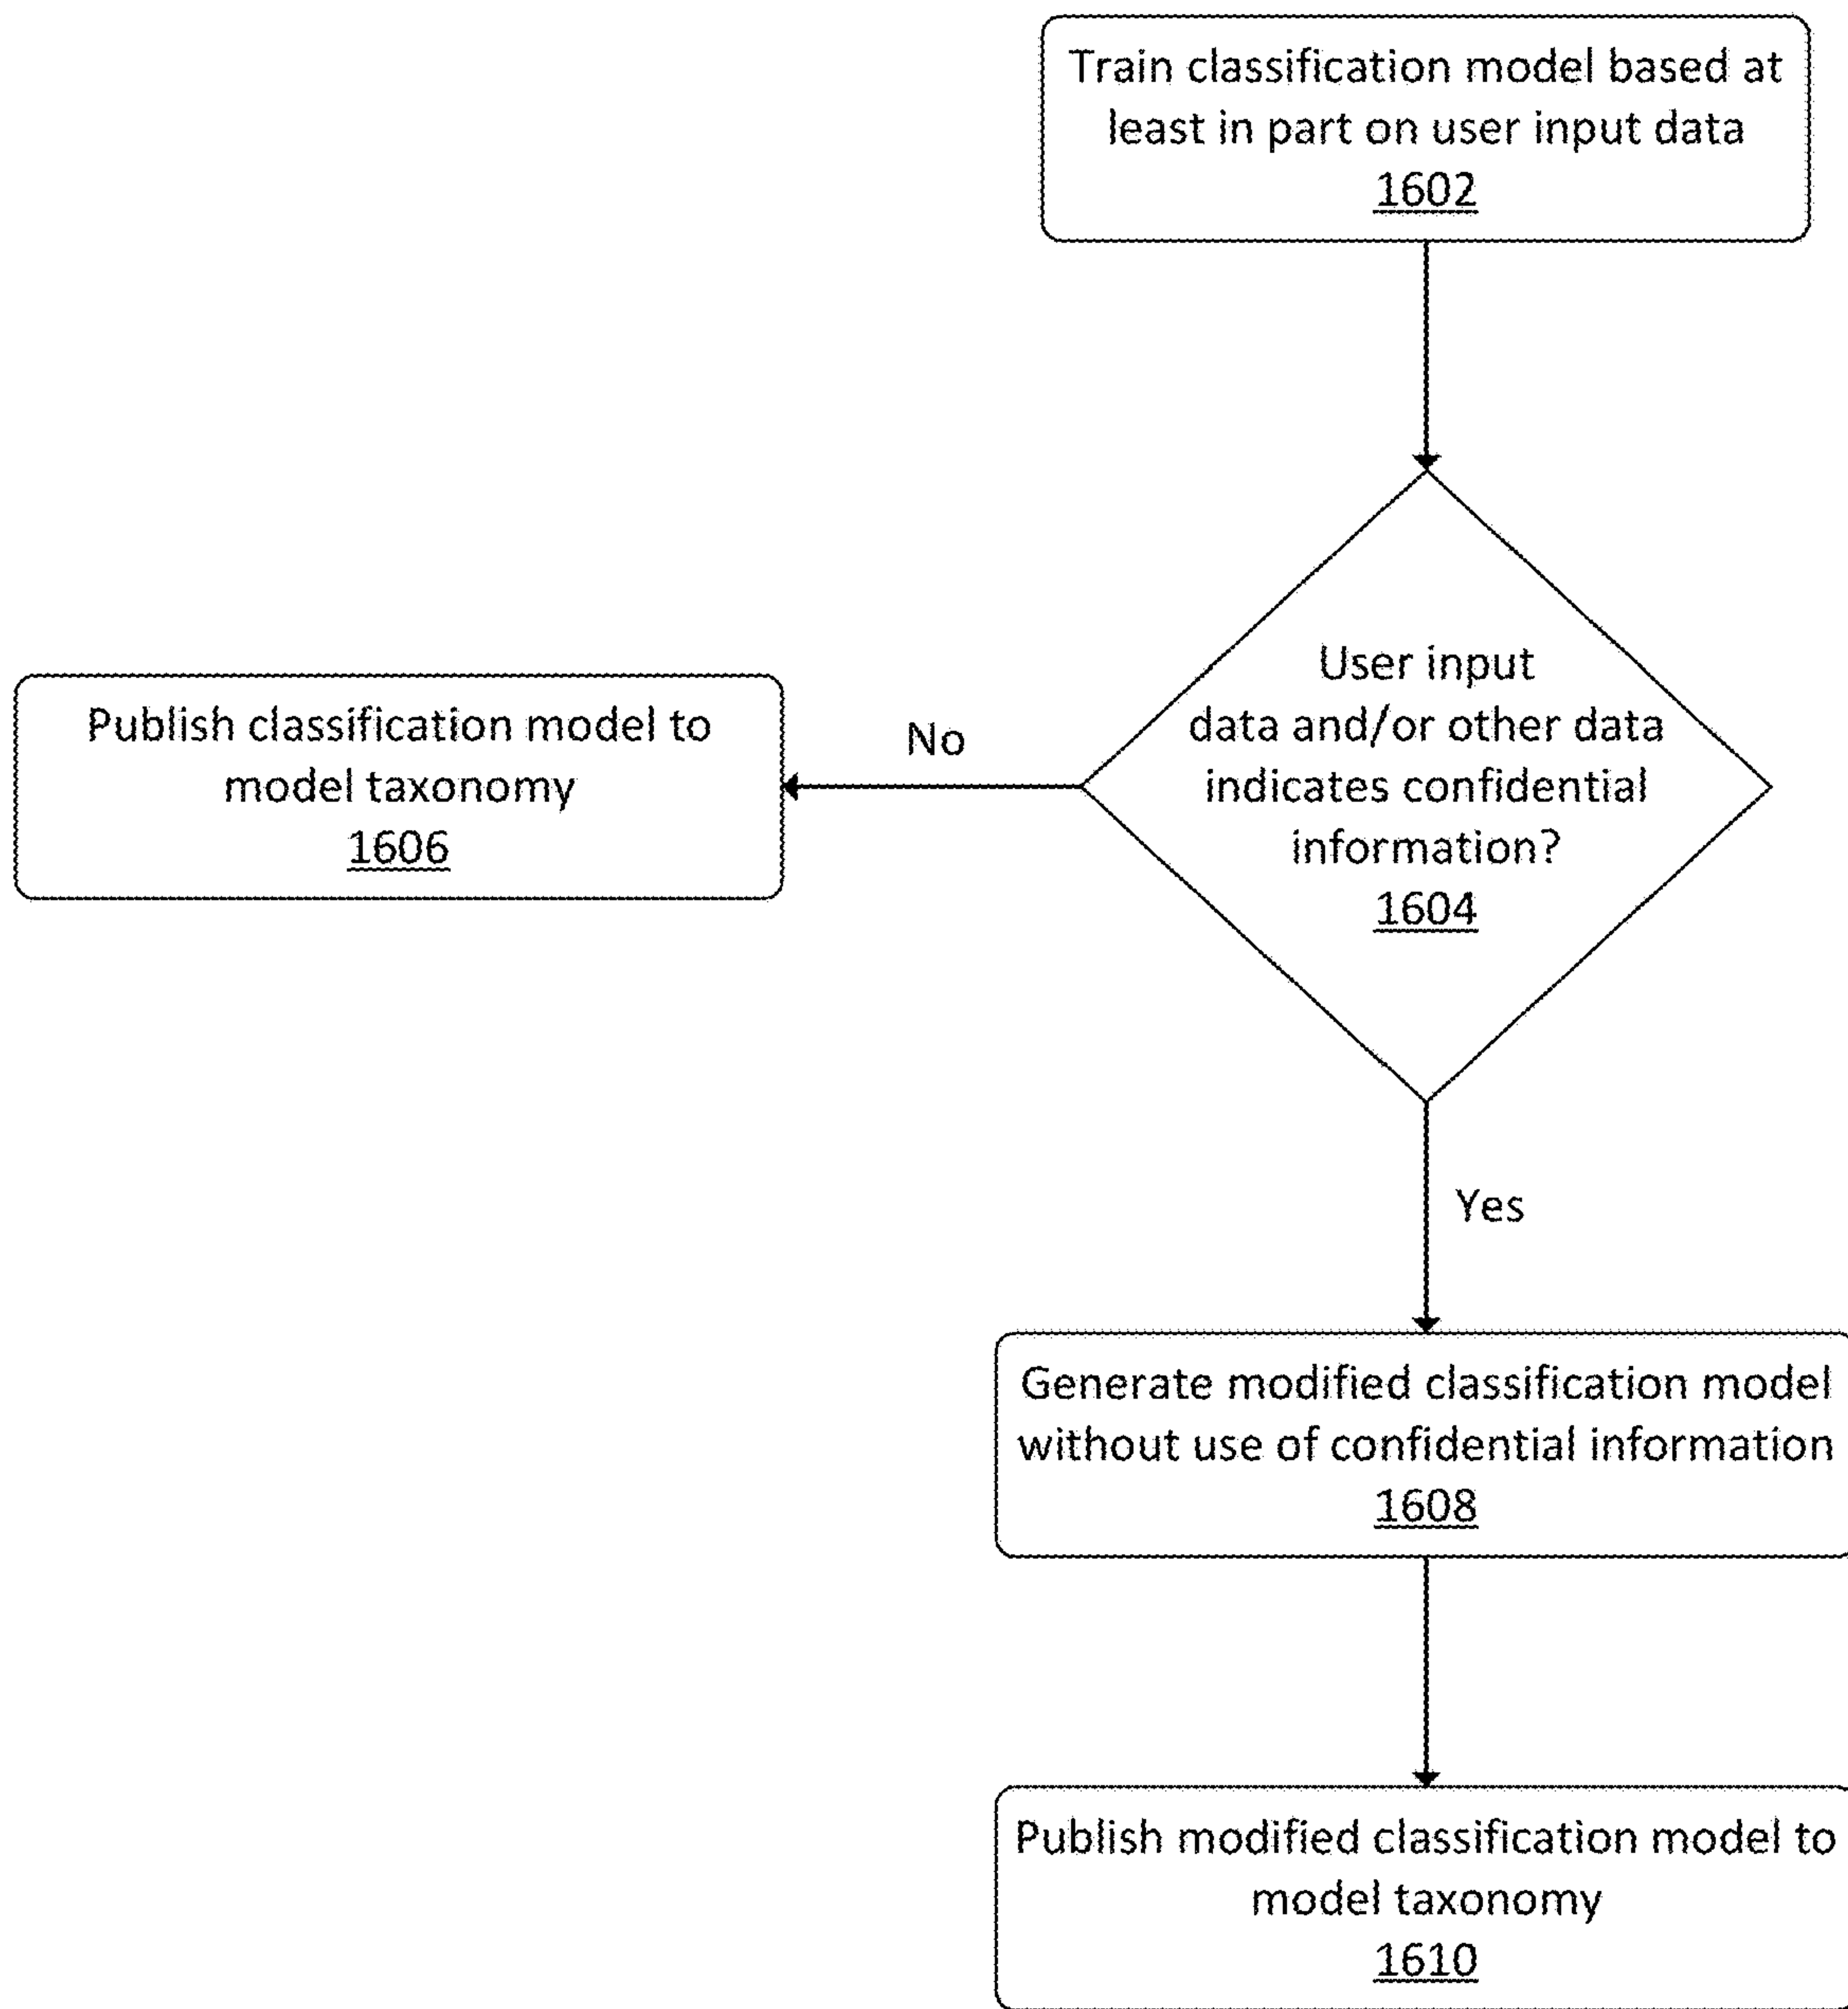 Train classification model based at
least in part on user input data
1602
User input
data and/or other data
indicates confidential
information?
1604
No
Publish classification model to
model taxonomy
1606
Yes
Generate modified classification model
without use of confidential information
1608
Publish modified classification model to
model taxonomy
1610